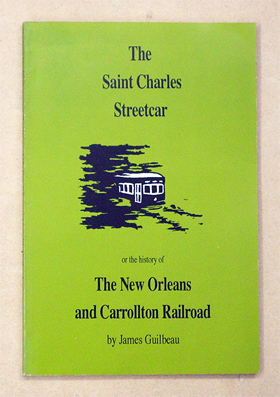 The
Saint Charles
Streetcar
or the history of
The New Orleans
and Carrollton Railroad
by James Guilbeau